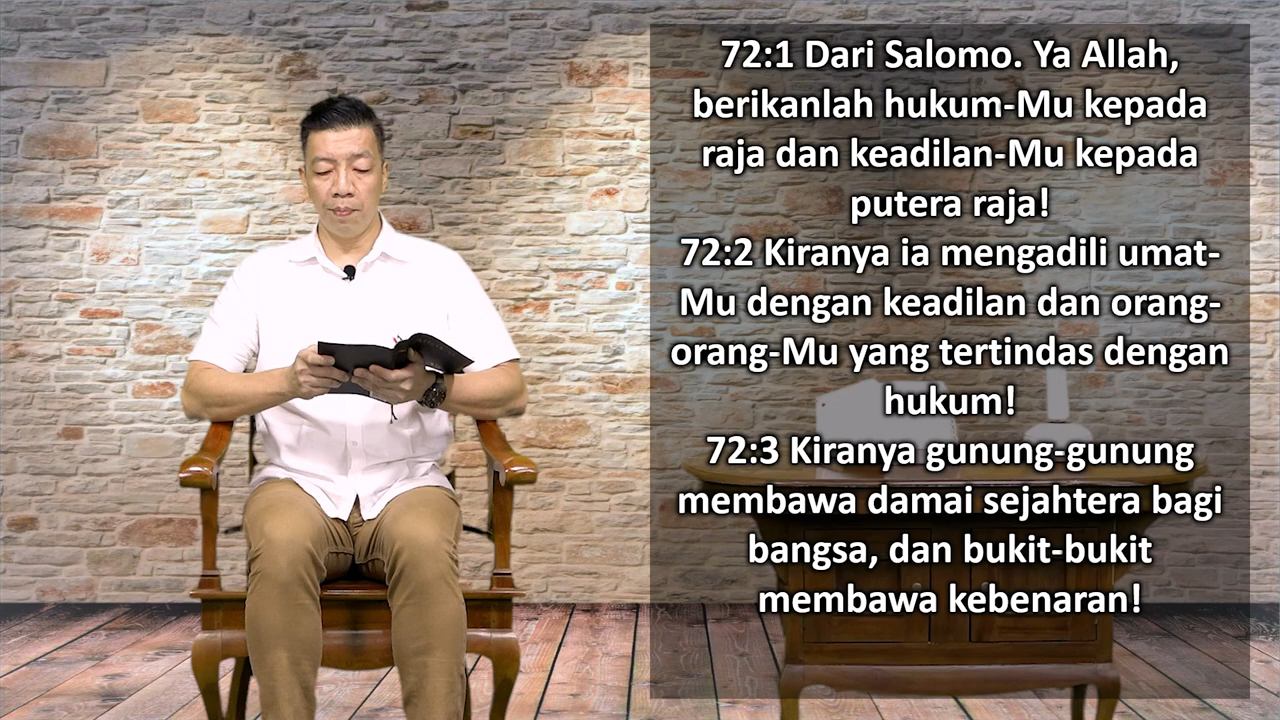 72:1 Dari Salomo. Ya Allah,
berikanlah hukum-Mu kepada
raja dan keadilan-Mu kepada
putera raja!
72:2 Kiranya ia mengadili umat-
Mu dengan keadilan dan orang-
orang-Mu yang tertindas dengan
hukum!
72:3 Kiranya gunung-gunung
membawa damai sejahtera bagi
bangsa, dan bukit-bukit
membawa kebenaran!